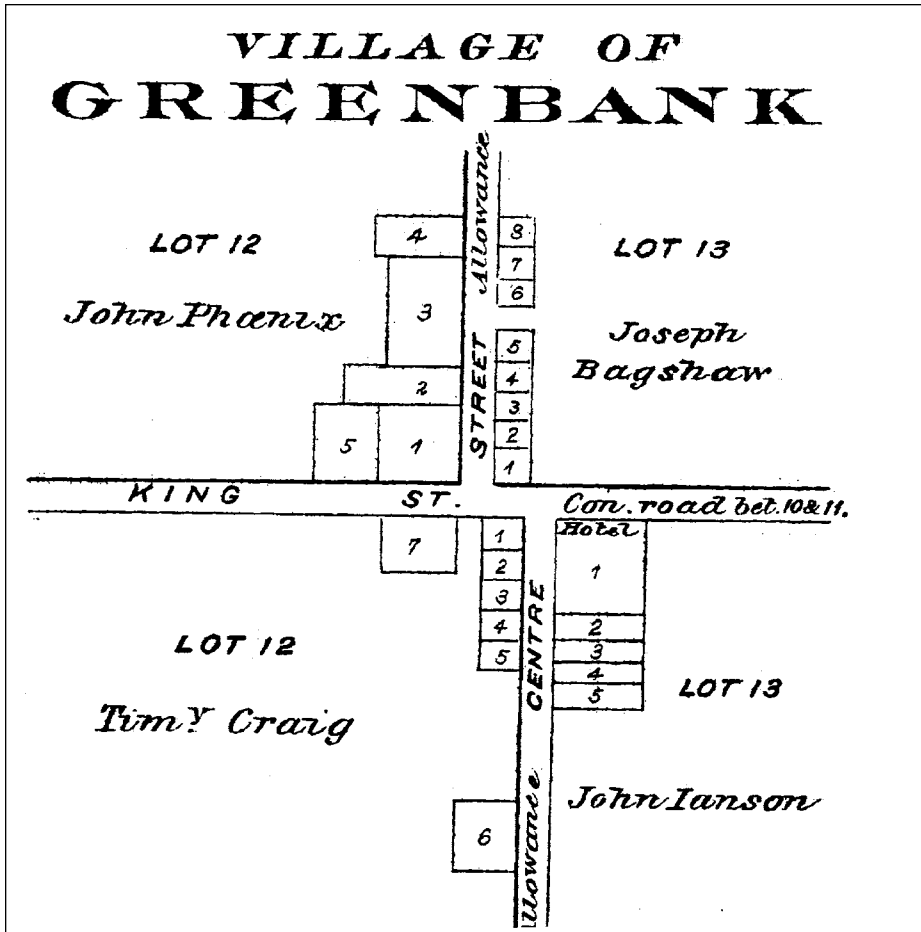 VILLAGE OF
GREENBANK
Allowance
LOT 12
4
8
7
6
LOT 13
John Phœnix
3
Joseph
Bagshaw
STREET
5
4
3
2
1
2
5
1
KING ST.
Con. road bet. 10 & 11.
Hotel
7
1
2
3
4
5
1
2
3
4
5
CENTRE
LOT 12
LOT 13
Timʸ Craig
John Ianson
6
Allowance